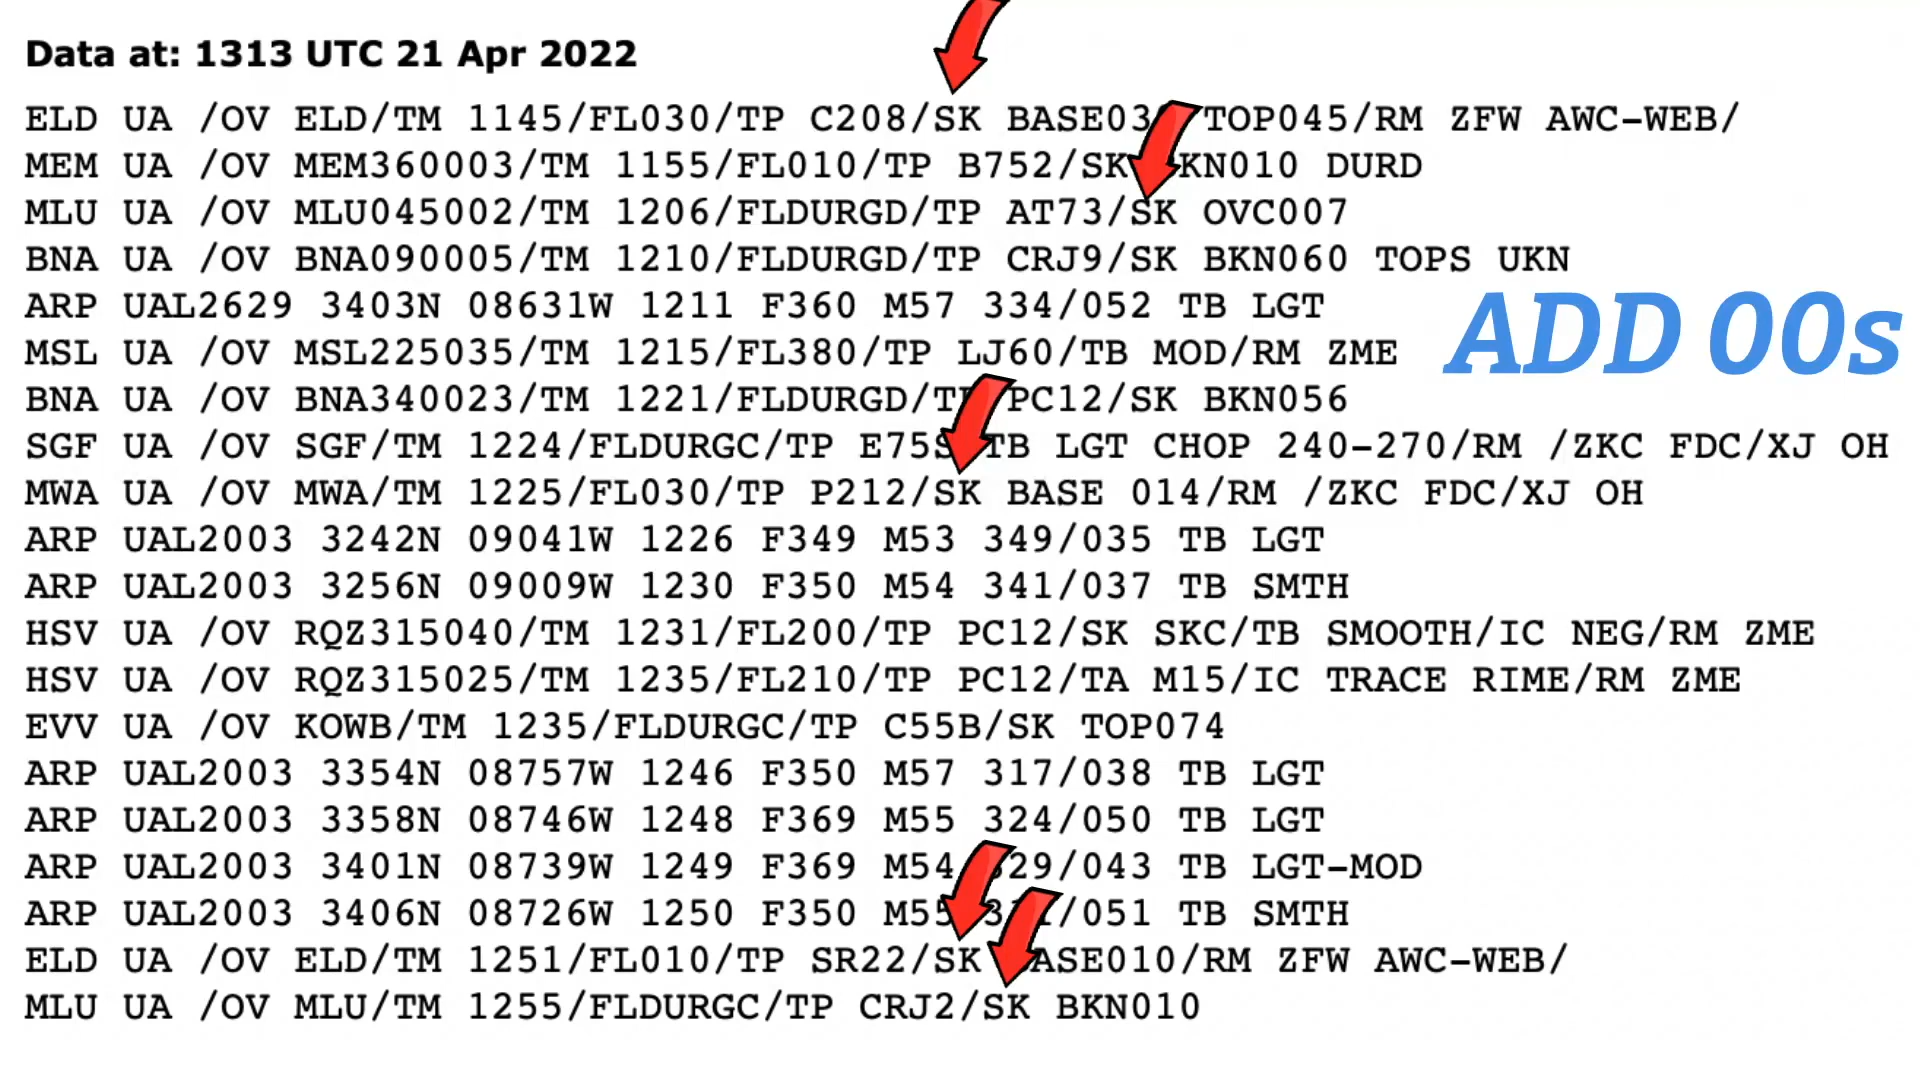 Data at: 1313 UTC 21 Apr 2022
ELD UA /OV ELD/TM 1145/FL030/TP C208/SK TOP045/RM ZFW AWC-WEB/
MEM UA /OV MEM360003/TM 1155/FL010/TP B752/SK DURD
MLU UA /OV MLU045002/TM 1206/FLDURGD/TP AT73/SK OVC007
BNA UA /OV BNA090005/TM 1210/FLDURGD/TP CRJ9/SK BKN060 TOPS UKN
ARP UAL2629 3403N 08631W 1211 F360 M57 334/052 TB LGT
ADD 00s
MSL UA /OV MSL225035/TM 1215/FL380/TP LJ60/TB MOD/RM ZME
BNA UA /OV BNA340023/TM 1221/FLDURGD/TP PC12/SK BKN056
SGF UA /OV SGF/TM 1224/FLDURGC/TP TB LGT CHOP 240-270/RM /ZKC FDC/XJ OH
MWA UA /OV MWA/TM 1225/FL030/TP P212/SK BASE 014/RM /ZKC FDC/XJ OH
ARP UAL2003 3242N 09041W 1226 F349 M53 349/035 TB LGT
ARP UAL2003 3256N 09009W 1230 F350 M54 341/037 TB SMTH
HSV UA /OV RQZ315040/TM 1231/FL200/TP PC12/SK SKC/TB SMOOTH/IC NEG/RM ZME
HSV UA /OV RQZ315025/TM 1235/FL210/TP PC12/TA M15/IC TRACE RIME/RM ZME
EVV UA /OV KOWB/TM 1235/FLDURGC/TP C55B/SK TOP074
ARP UAL2003 3354N 08757W 1246 F350 M57 317/038 TB LGT
ARP UAL2003 3358N 08746W 1248 F369 M55 324/050 TB LGT
ARP UAL2003 3401N 08739W 1249 F369 M54 329/043 TB LGT-MOD
ARP UAL2003 3406N 08726W 1250 F350 M55 TB SMTH
ELD UA /OV ELD/TM 1251/FL010/TP SR22/SK BASE010/RM ZFW AWC-WEB/
MLU UA /OV MLU/TM 1255/FLDURGC/TP CRJ2/SK BKN010